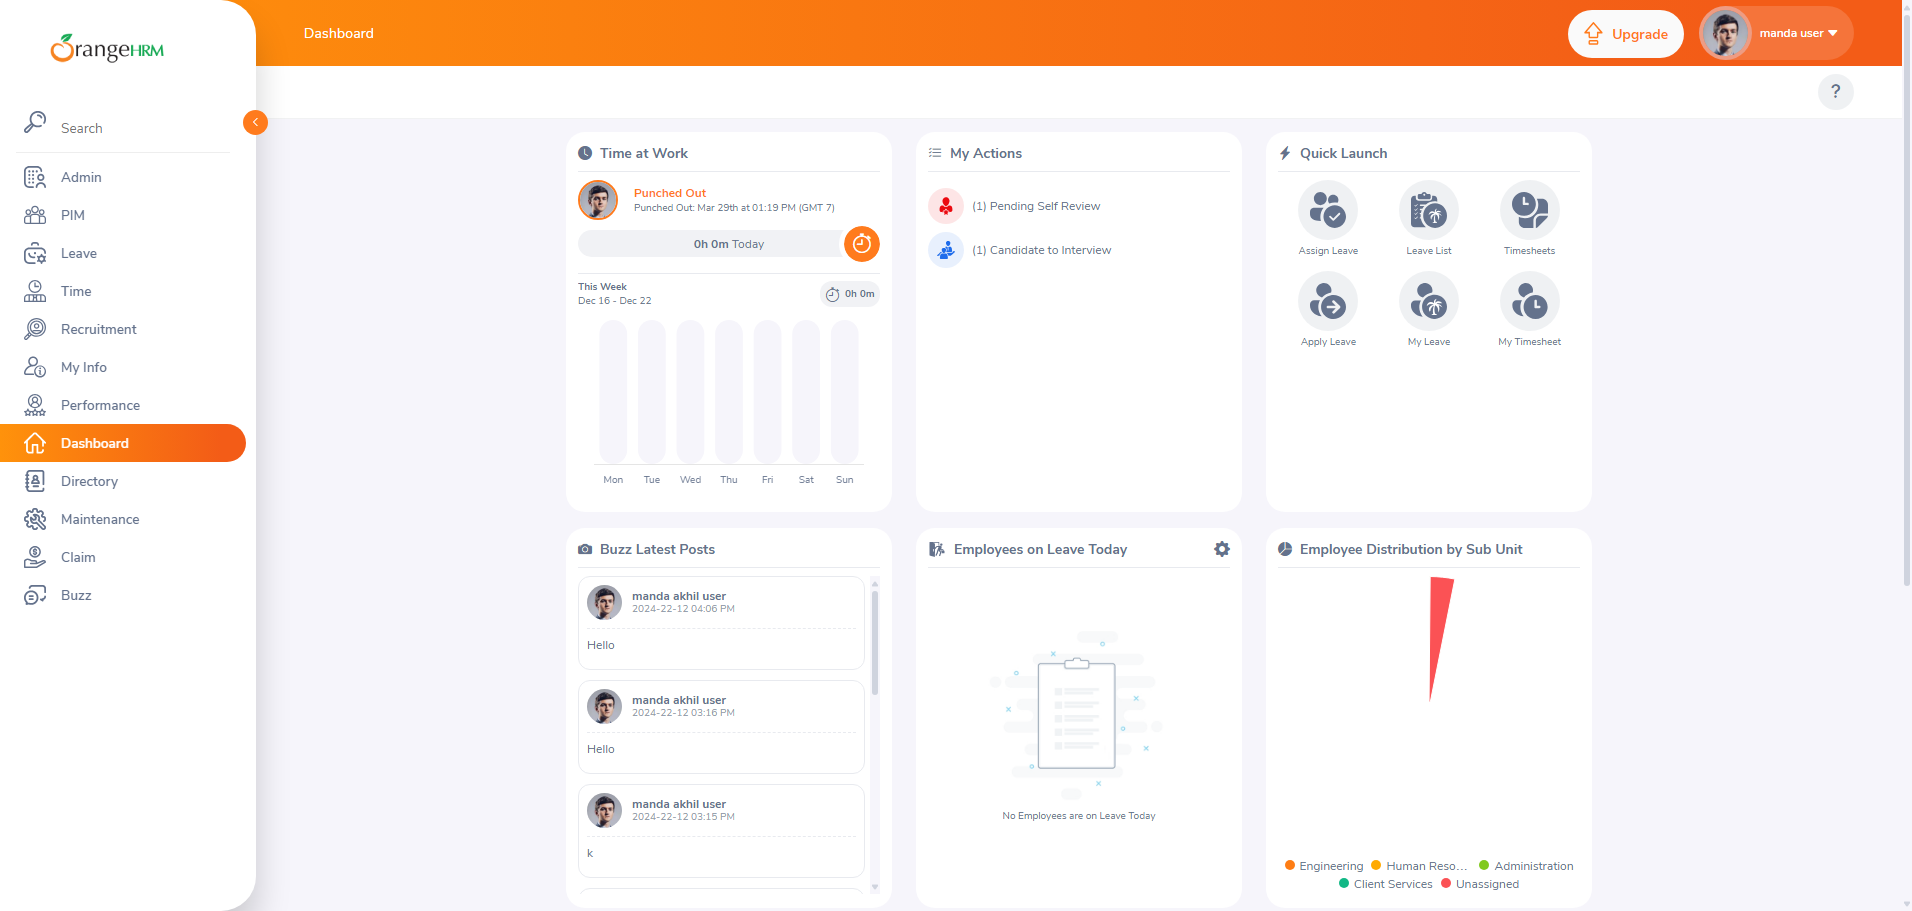 OrangeHRM
Search
Admin
PIM
Leave
Time
Recruitment
My Info
Performance
Dashboard
Directory
Maintenance
Claim
Buzz
Dashboard
Upgrade
manda user
?
Time at Work
Punched Out
Punched Out: Mar 29th at 01:19 PM (GMT 7)
0h 0m Today
This Week
Dec 16 - Dec 22
0h 0m
Mon Tue Wed Thu Fri Sat Sun
My Actions
(1) Pending Self Review
(1) Candidate to Interview
Quick Launch
Assign Leave
Leave List
Timesheets
Apply Leave
My Leave
My Timesheet
Buzz Latest Posts
manda akhil user
2024-22-12 04:06 PM
Hello
manda akhil user
2024-22-12 03:16 PM
Hello
manda akhil user
2024-22-12 03:15 PM
k
Employees on Leave Today
No Employees are on Leave Today
Employee Distribution by Sub Unit
Engineering Human Reso... Administration
Client Services Unassigned